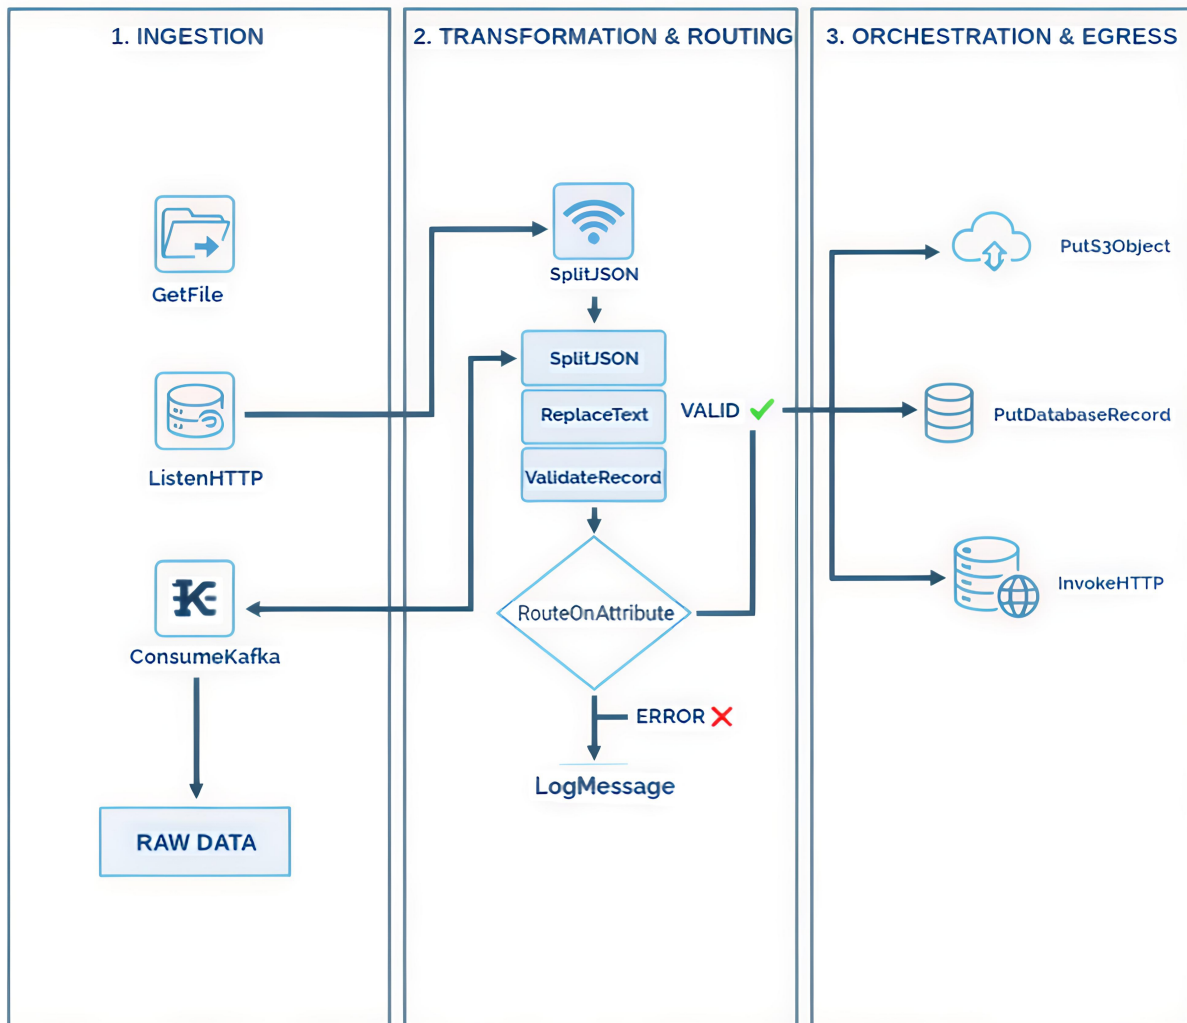 1. INGESTION
GetFile
ListenHTTP
ConsumeKafka
RAW DATA
2. TRANSFORMATION & ROUTING
SplitJSON
SplitJSON
ReplaceText
ValidateRecord
VALID
RouteOnAttribute
ERROR
LogMessage
3. ORCHESTRATION & EGRESS
PutS3Object
PutDatabaseRecord
InvokeHTTP